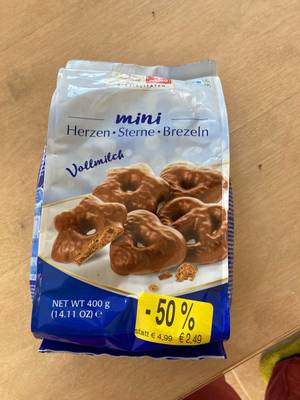 mini
Herzen • Sterne • Brezeln
Vollmilch
NET WT 400 g
(14.11 OZ) ℮
- 50 %
statt € 4,99 € 2,49